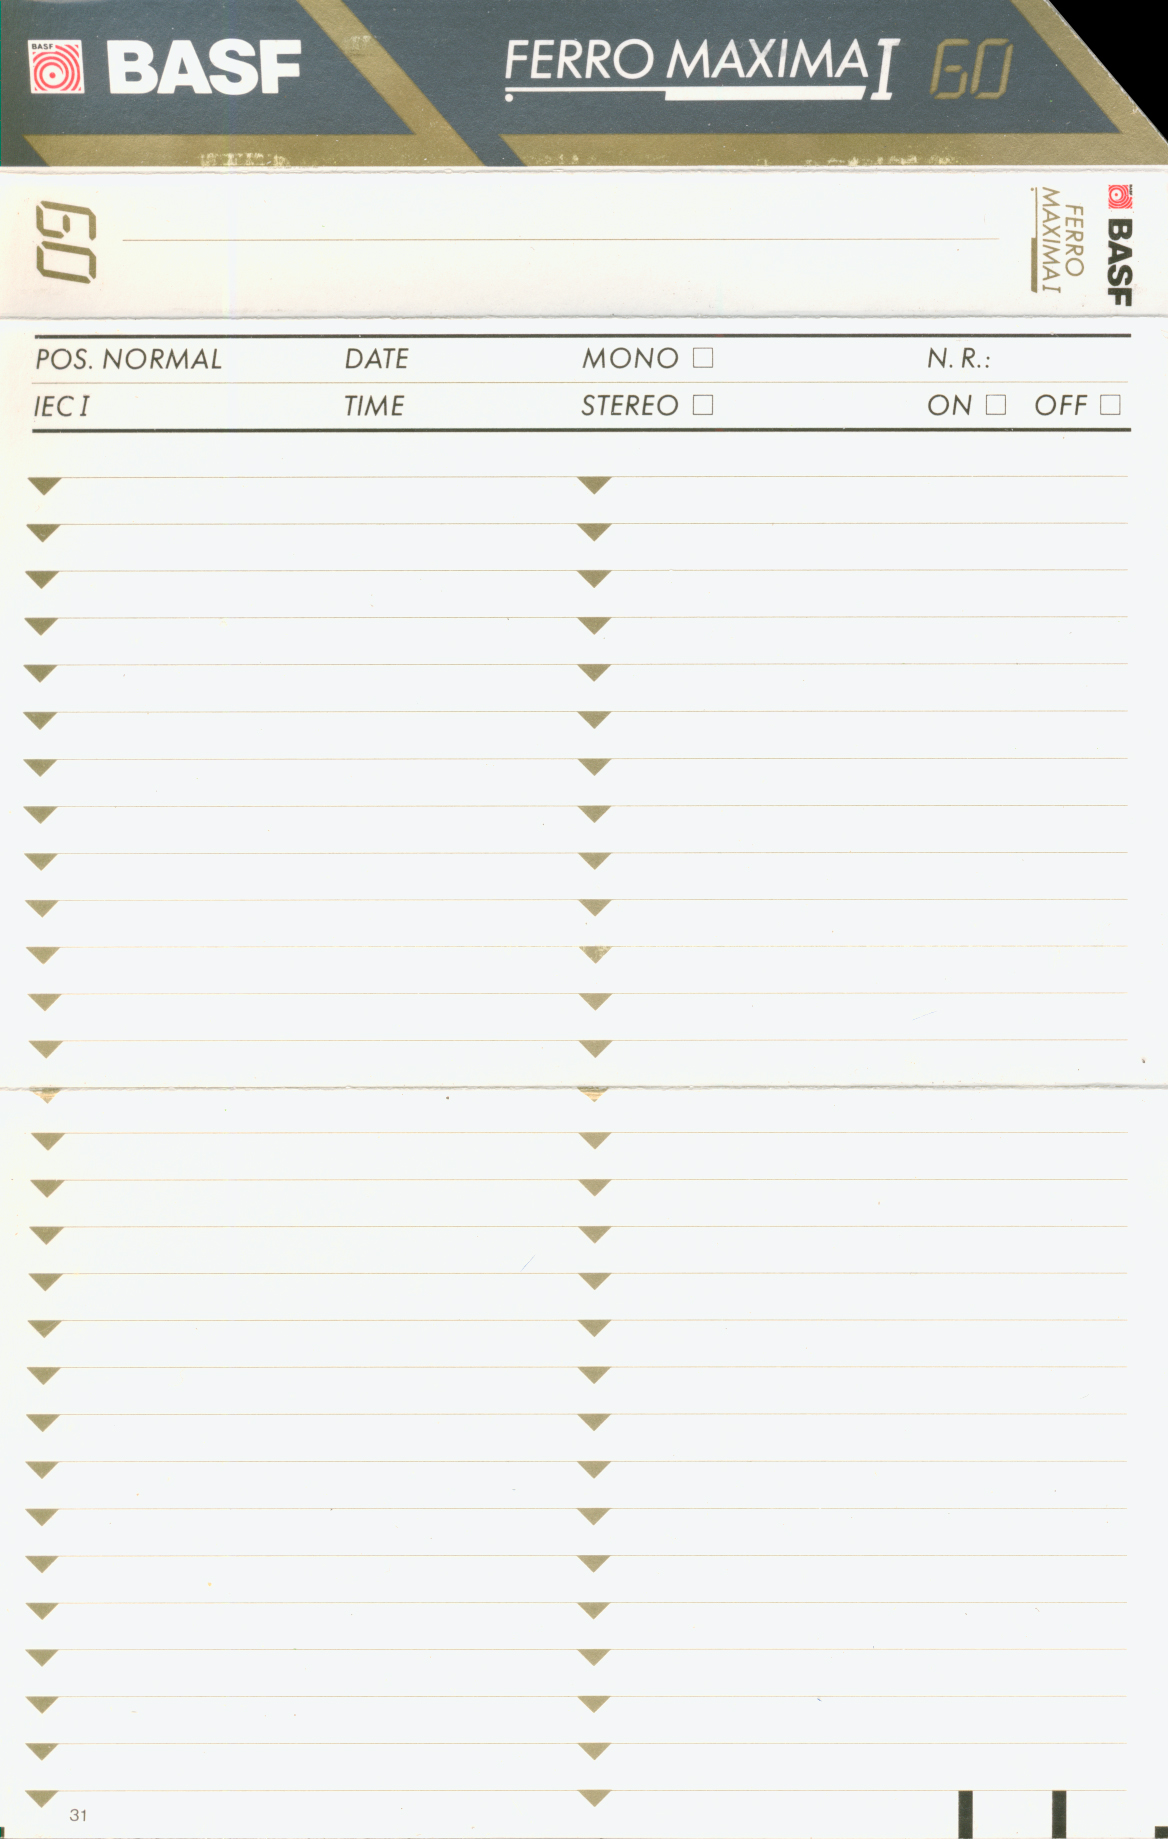 BASF BASF FERRO MAXIMA I 60
60
FERRO
MAXIMA I
BASF BASF
POS. NORMAL DATE MONO N. R.:
IEC I TIME STEREO ON OFF
31